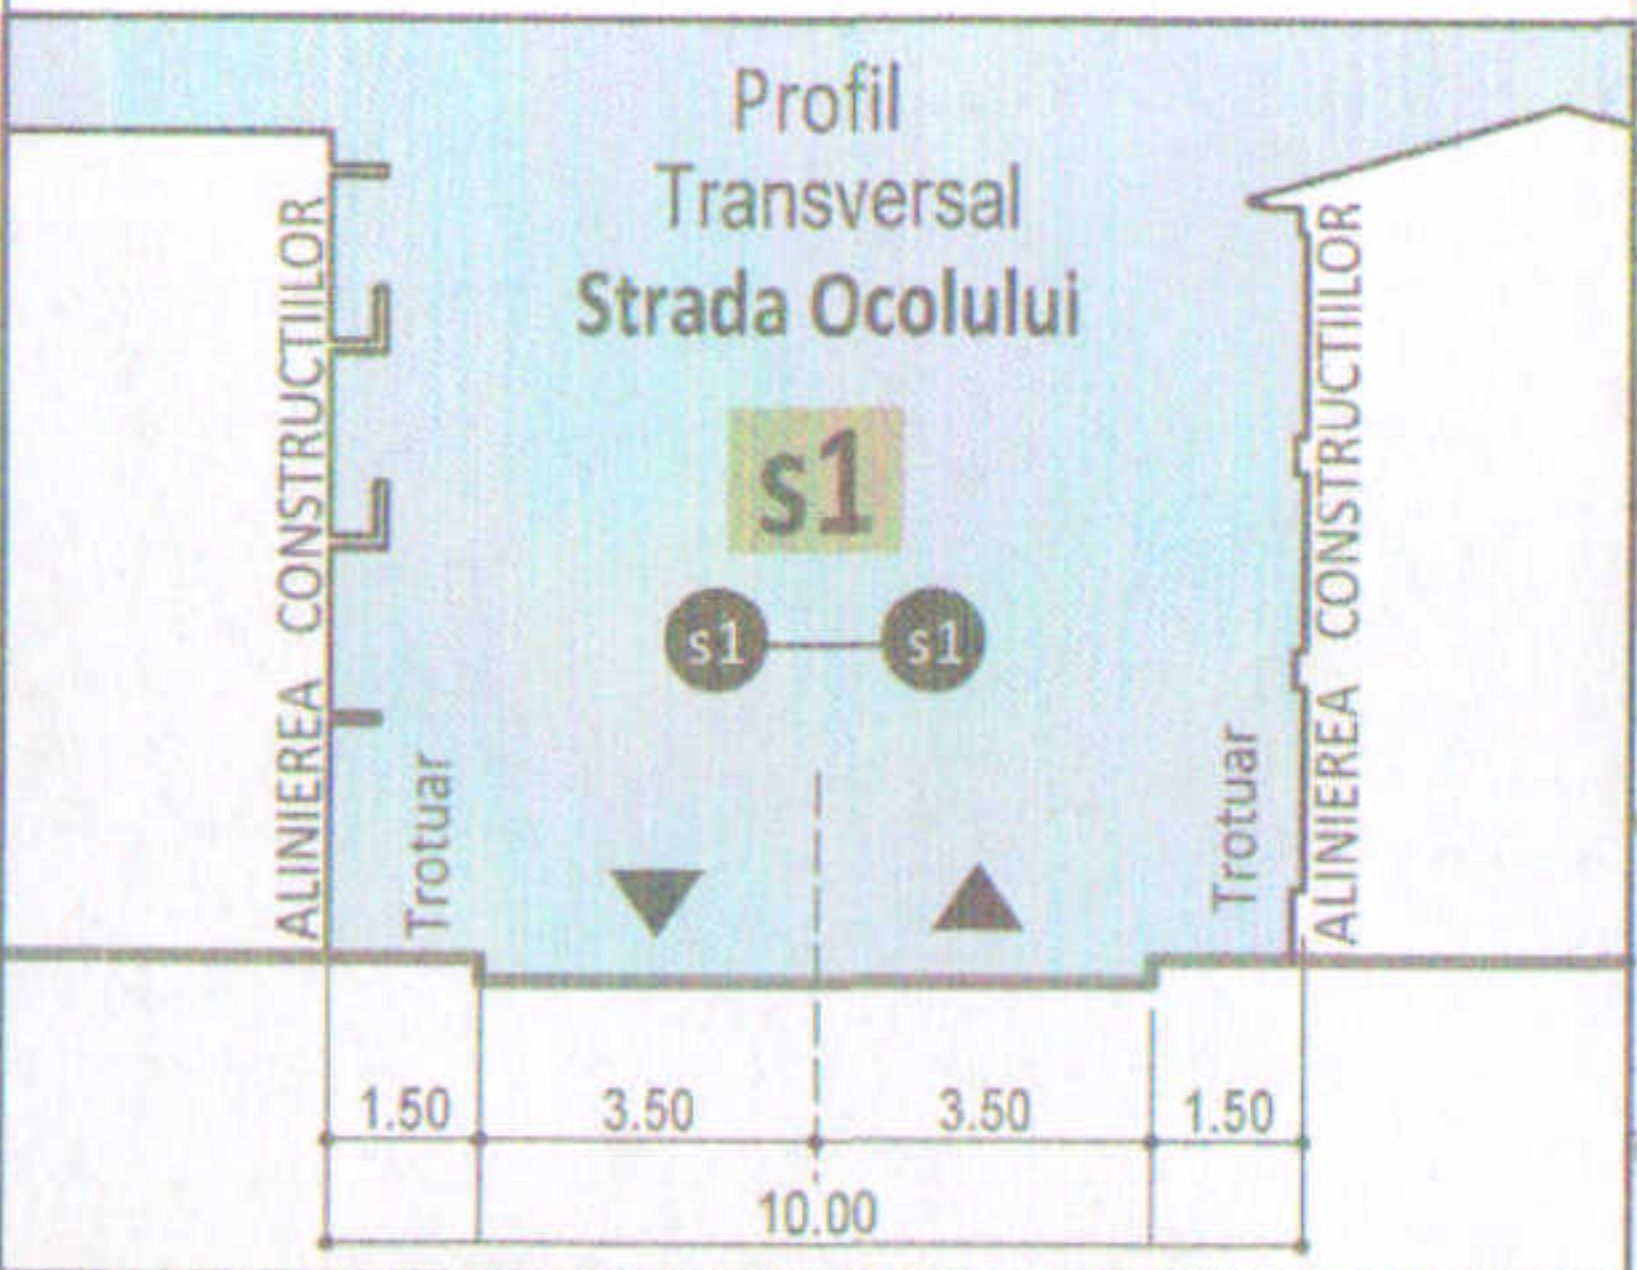 Profil
Transversal
Strada Ocolului
s1
s1 s1
ALINIEREA CONSTRUCTIILOR
Trotuar
Trotuar
ALINIEREA CONSTRUCTIILOR
1.50 3.50 3.50 1.50
10.00